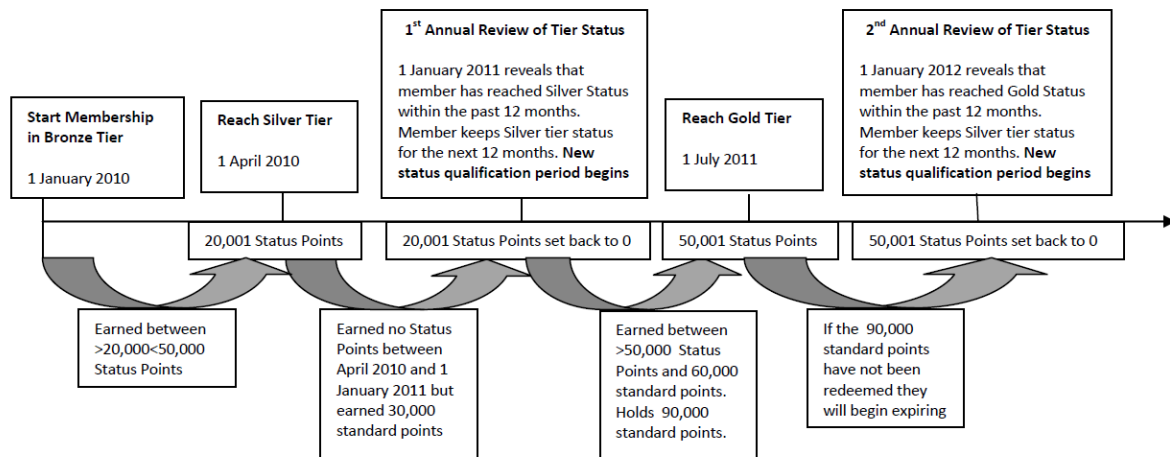 Start Membership
in Bronze Tier
1 January 2010
Reach Silver Tier
1 April 2010
1st Annual Review of Tier Status
1 January 2011 reveals that
member has reached Silver Status
within the past 12 months.
Member keeps Silver tier status
for the next 12 months. New
status qualification period begins
Reach Gold Tier
1 July 2011
2nd Annual Review of Tier Status
1 January 2012 reveals that
member has reached Gold Status
within the past 12 months.
Member keeps Silver tier status
for the next 12 months. New
status qualification period begins
20,001 Status Points
20,001 Status Points set back to 0
50,001 Status Points
50,001 Status Points set back to 0
Earned between
>20,000<50,000
Status Points
Earned no Status
Points between
April 2010 and 1
January 2011 but
earned 30,000
standard points
Earned between
>50,000 Status
Points and 60,000
standard points.
Holds 90,000
standard points.
If the 90,000
standard points
have not been
redeemed they
will begin expiring